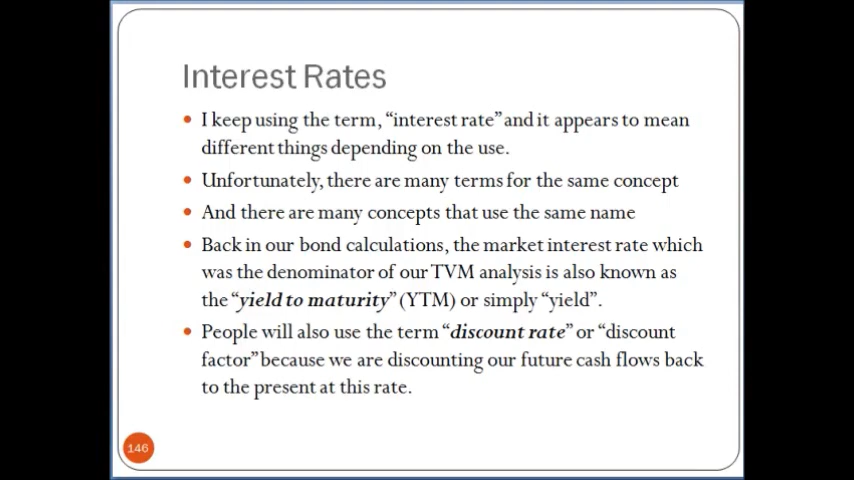 Interest Rates
• I keep using the term, “interest rate” and it appears to mean
different things depending on the use.
• Unfortunately, there are many terms for the same concept
• And there are many concepts that use the same name
• Back in our bond calculations, the market interest rate which
was the denominator of our TVM analysis is also known as
the “yield to maturity” (YTM) or simply “yield”.
• People will also use the term “discount rate” or “discount
factor” because we are discounting our future cash flows back
to the present at this rate.
146